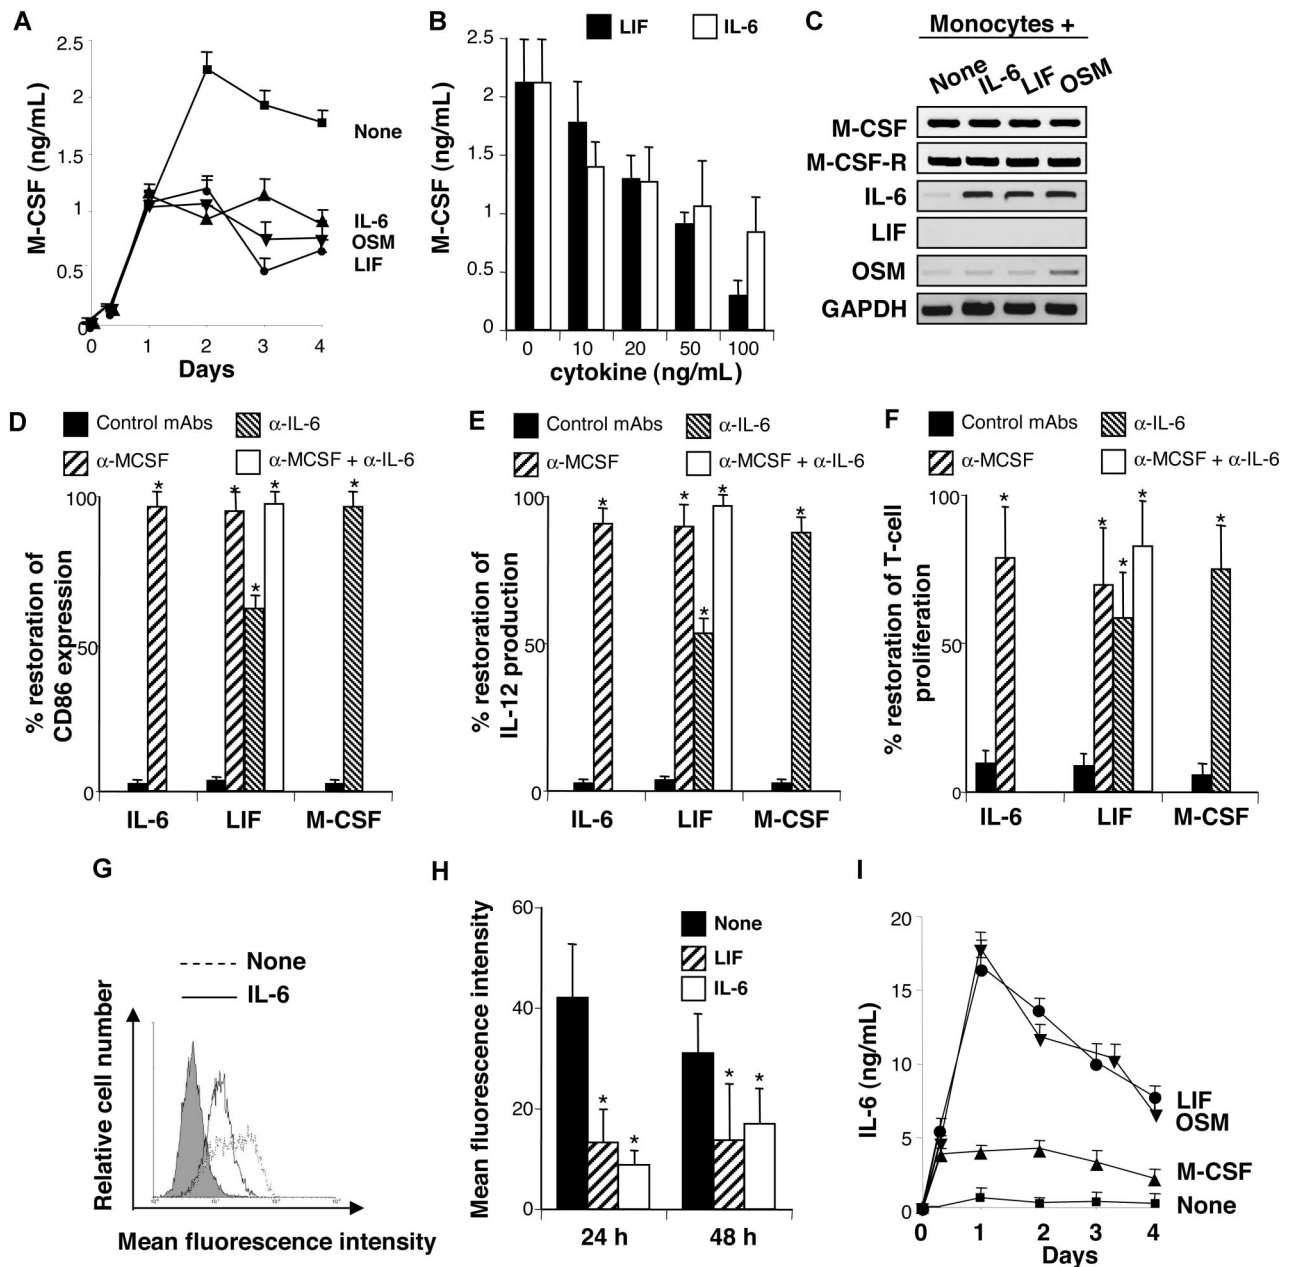 A
2.5
2
1.5
1
0.5
0
M-CSF (ng/mL)
None
IL-6
OSM
LIF
0 1 2 3 4
Days
B
LIF IL-6
2.5
2
1.5
1
0.5
0
M-CSF (ng/mL)
0 10 20 50 100
cytokine (ng/mL)
C
Monocytes +
None IL-6 LIF OSM
M-CSF
M-CSF-R
IL-6
LIF
OSM
GAPDH
D
Control mAbs α-IL-6
α-MCSF α-MCSF + α-IL-6
% restoration of
CD86 expression
100
50
0
* * * * *
IL-6 LIF M-CSF
E
Control mAbs α-IL-6
α-MCSF α-MCSF + α-IL-6
% restoration of
IL-12 production
100
50
0
* * * * *
IL-6 LIF M-CSF
F
Control mAbs α-IL-6
α-MCSF α-MCSF + α-IL-6
% restoration of T-cell
proliferation
100
50
0
* * * * *
IL-6 LIF M-CSF
G
None
IL-6
Relative cell number
Mean fluorescence intensity
H
Mean fluorescence intensity
60
40
20
0
None
LIF
IL-6
* * * *
24 h 48 h
I
IL-6 (ng/mL)
20
15
10
5
0
LIF
OSM
M-CSF
None
0 1 2 3 4
Days